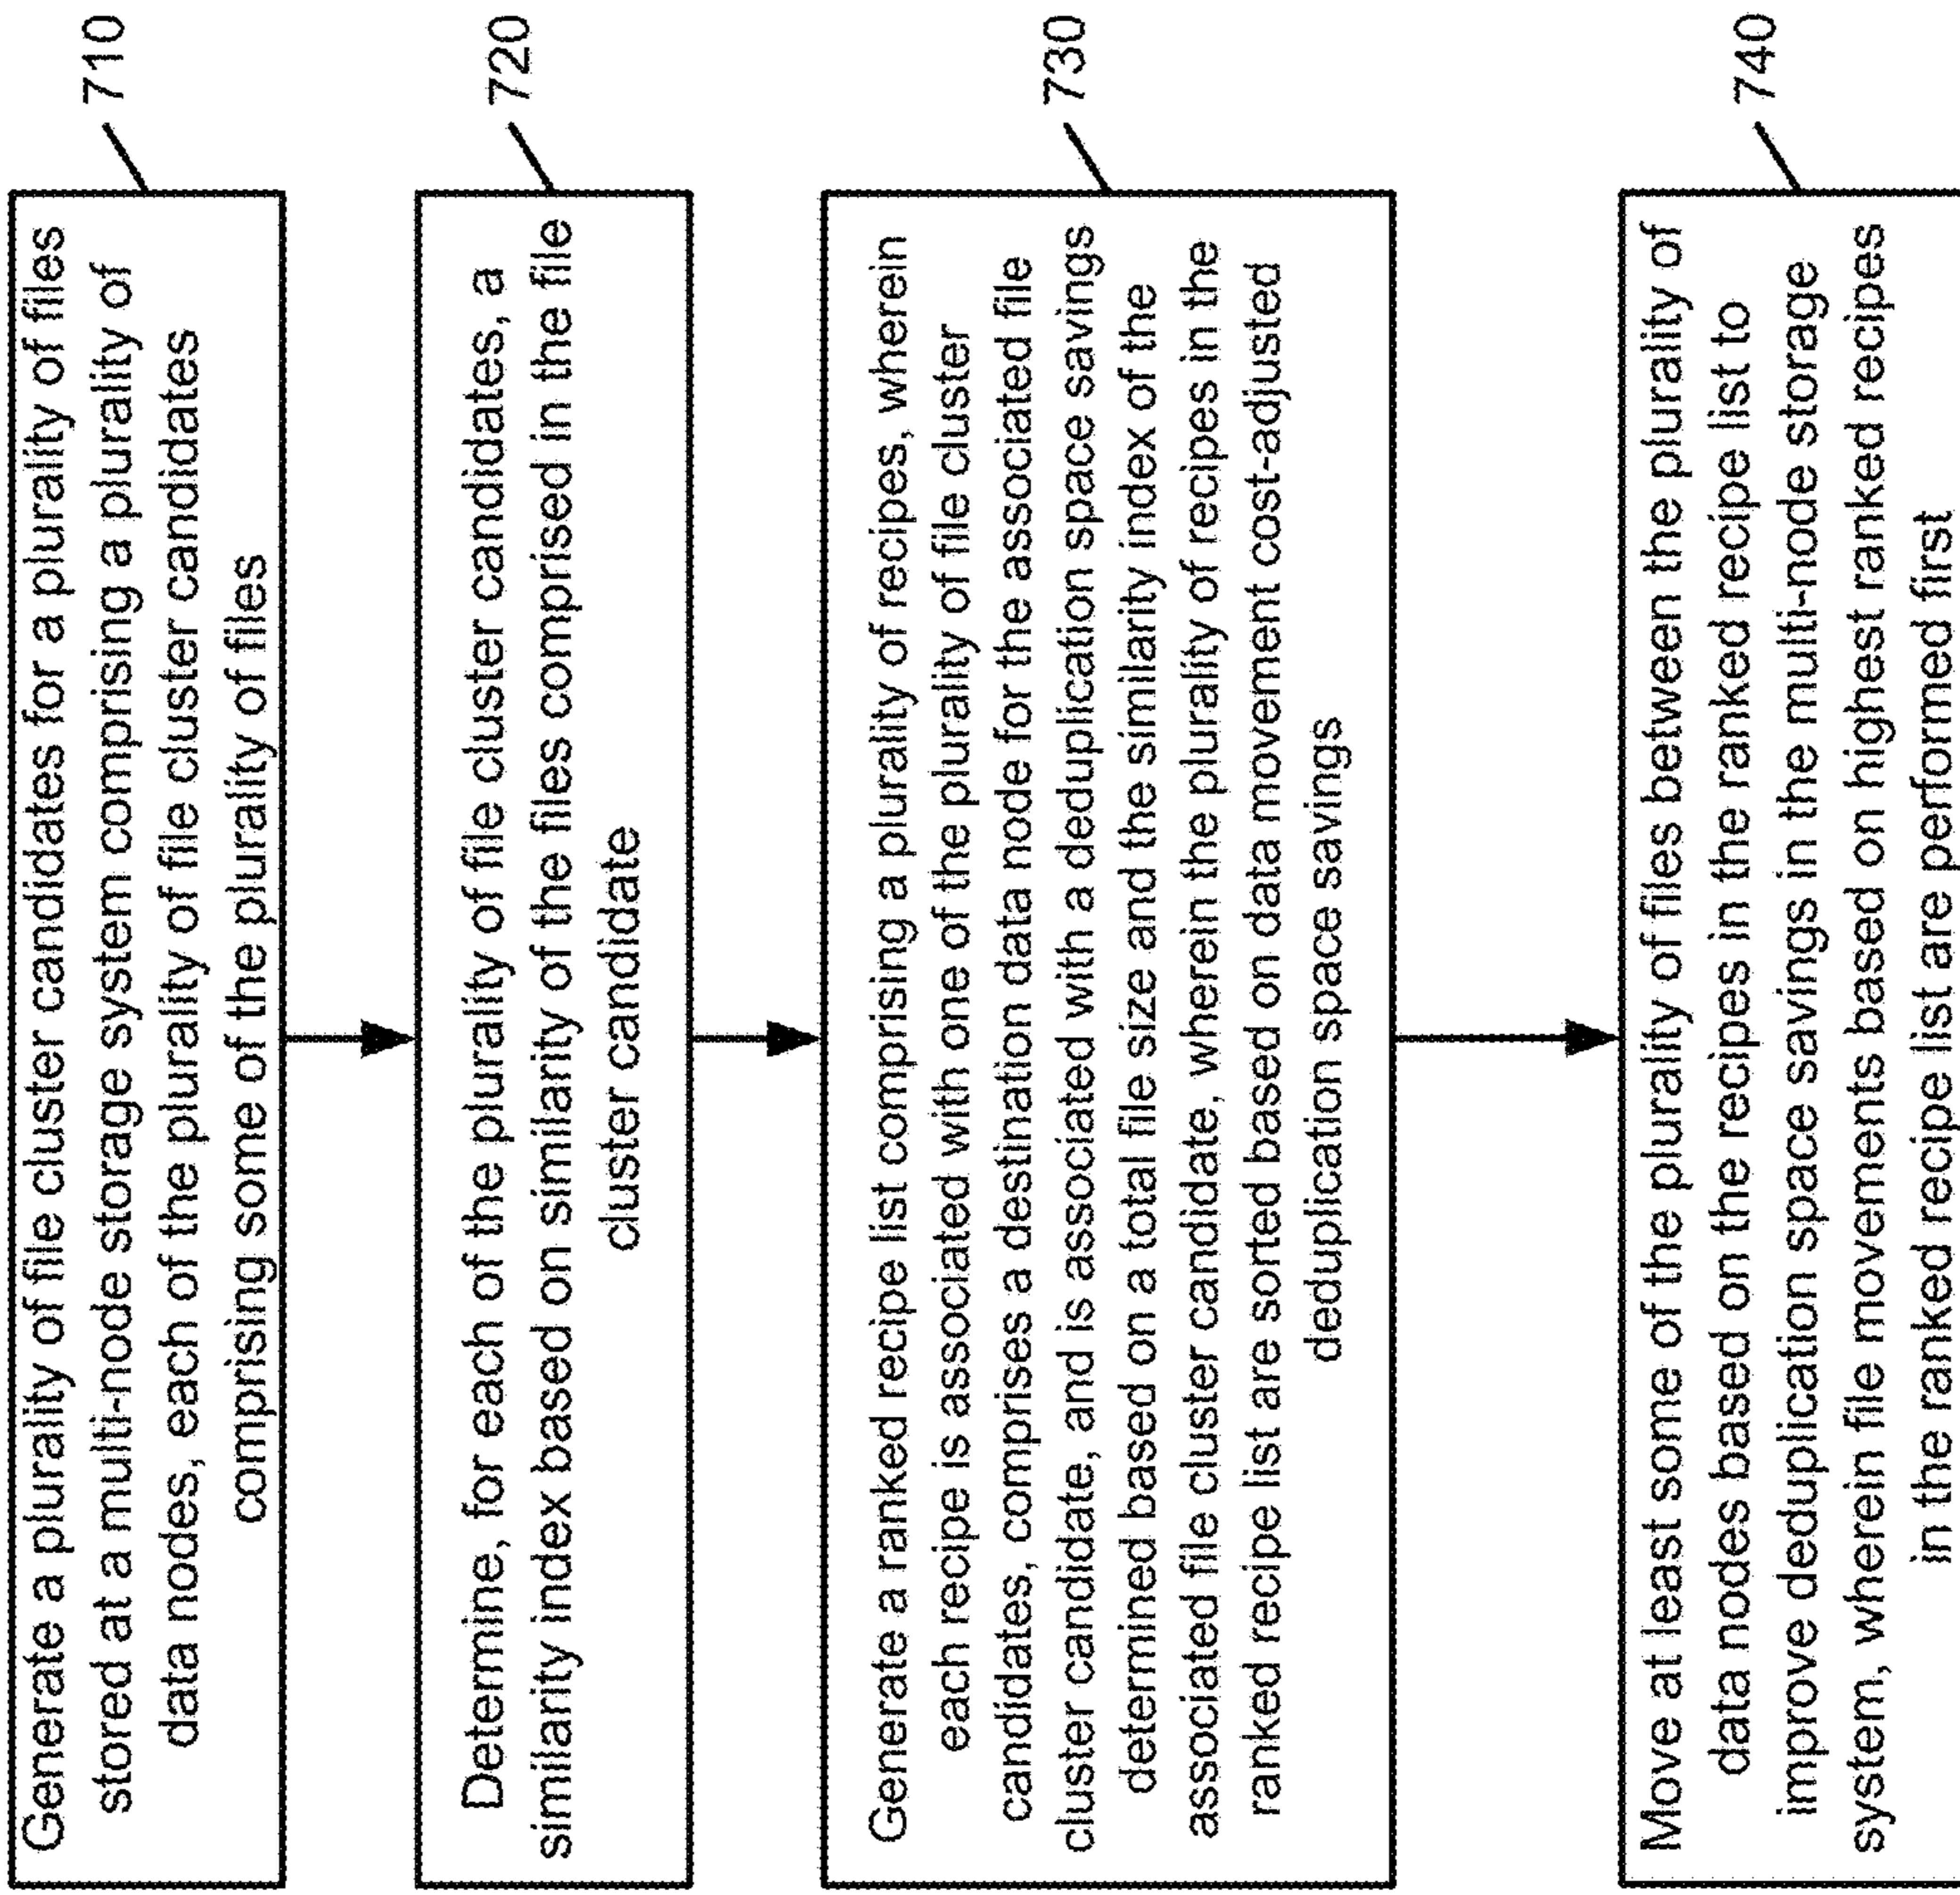 Generate a plurality of file cluster candidates for a plurality of files
stored at a multi-node storage system comprising a plurality of
data nodes, each of the plurality of file cluster candidates
comprising some of the plurality of files
710
Determine, for each of the plurality of file cluster candidates, a
similarity index based on similarity of the files comprised in the file
cluster candidate
720
Generate a ranked recipe list comprising a plurality of recipes, wherein
each recipe is associated with one of the plurality of file cluster
candidates, comprises a destination data node for the associated file
cluster candidate, and is associated with a deduplication space savings
determined based on a total file size and the similarity index of the
associated file cluster candidate, wherein the plurality of recipes in the
ranked recipe list are sorted based on data movement cost-adjusted
deduplication space savings
730
Move at least some of the plurality of files between the plurality of
data nodes based on the recipes in the ranked recipe list to
improve deduplication space savings in the multi-node storage
system, wherein file movements based on highest ranked recipes
in the ranked recipe list are performed first
740